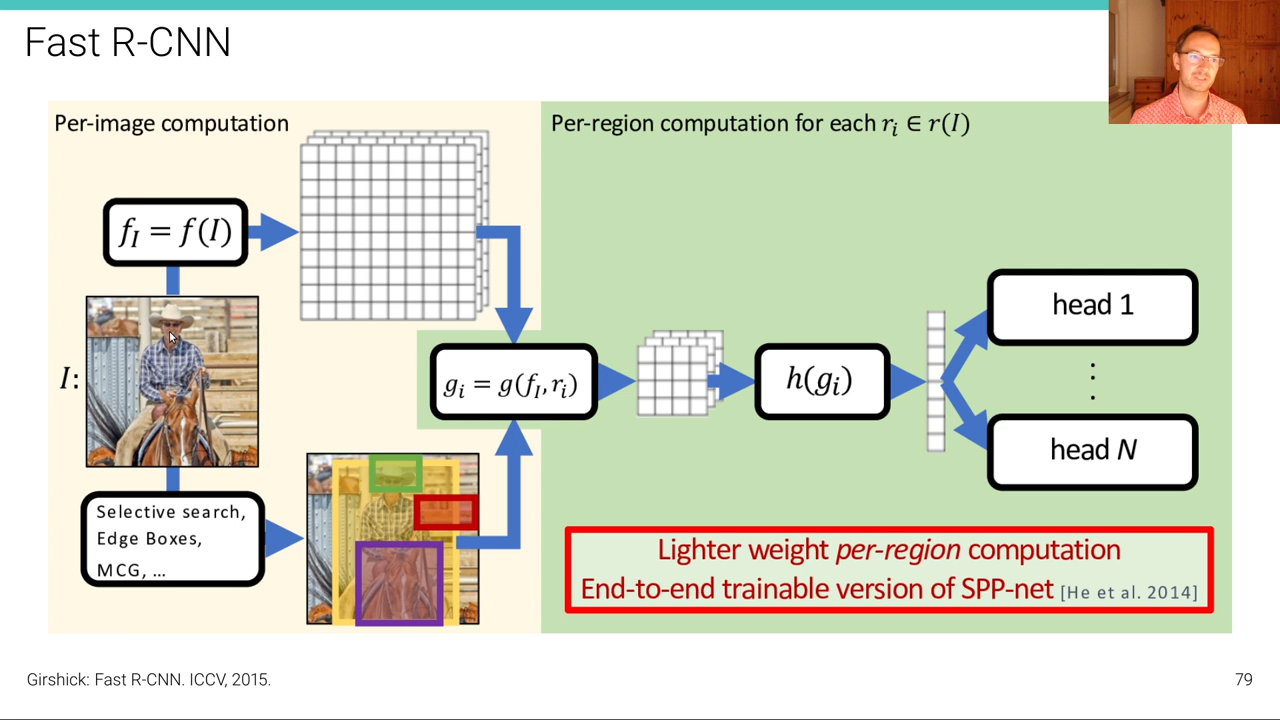 Fast R-CNN
Per-image computation
Per-region computation for each rᵢ ∈ r(I)
f_I = f(I)
I:
gᵢ = g(f_I, rᵢ)
h(gᵢ)
head 1
⋮
head N
Selective search,
Edge Boxes,
MCG, ...
Lighter weight per-region computation
End-to-end trainable version of SPP-net [He et al. 2014]
Girshick: Fast R-CNN. ICCV, 2015.
79